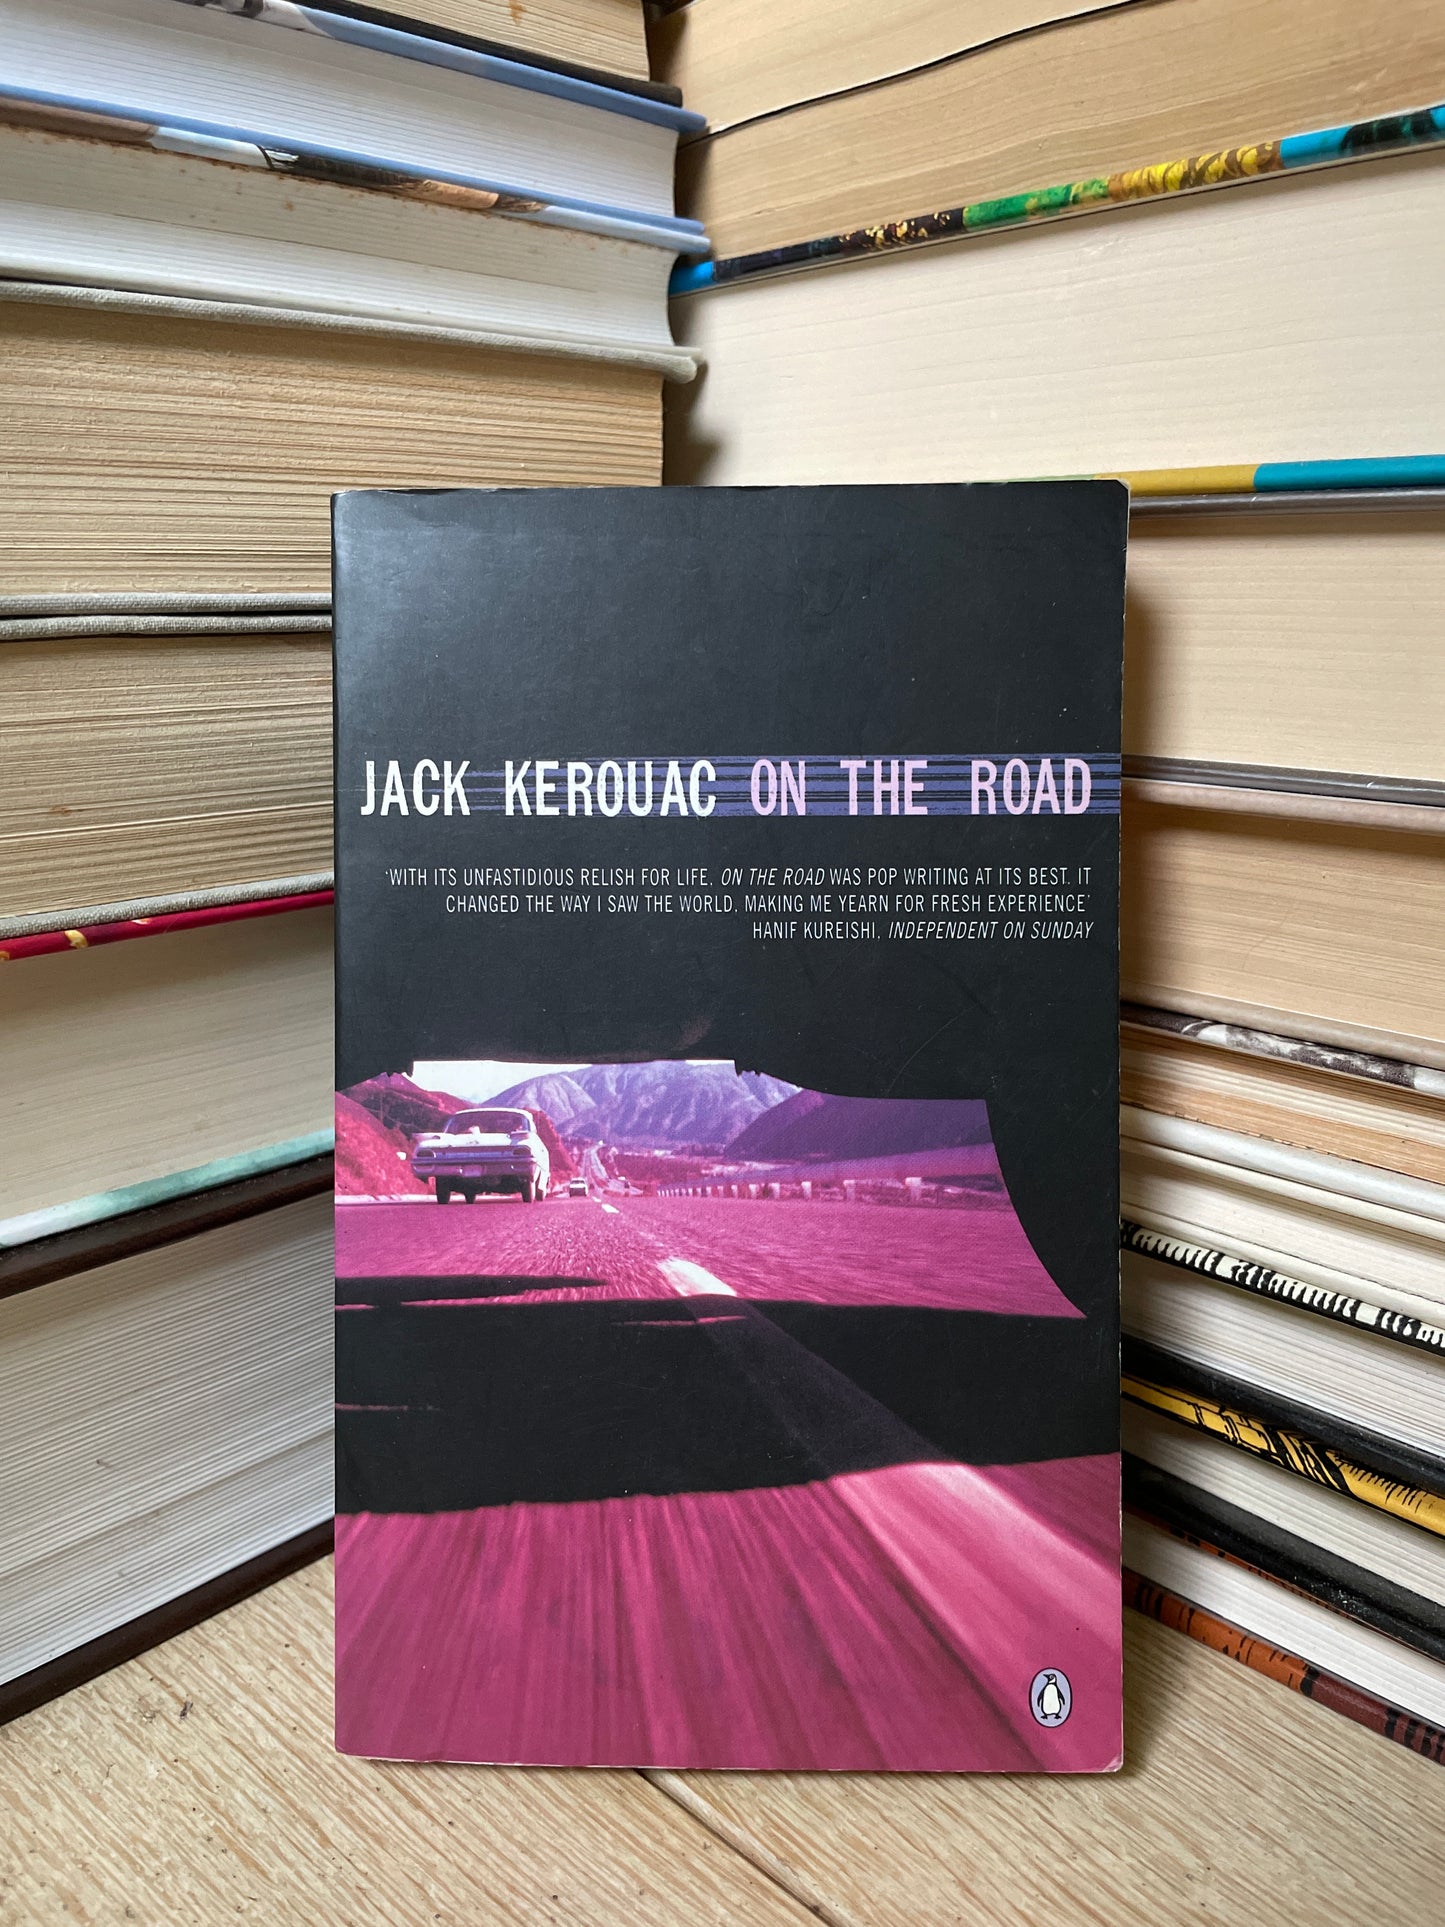 JACK KEROUAC ON THE ROAD
‘WITH ITS UNFASTIDIOUS RELISH FOR LIFE, ON THE ROAD WAS POP WRITING AT ITS BEST. IT
CHANGED THE WAY I SAW THE WORLD, MAKING ME YEARN FOR FRESH EXPERIENCE’
HANIF KUREISHI, INDEPENDENT ON SUNDAY